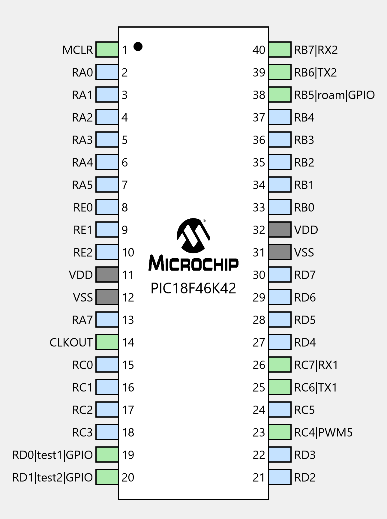 MCLR 1 40 RB7|RX2
RA0 2 39 RB6|TX2
RA1 3 38 RB5|roam|GPIO
RA2 4 37 RB4
RA3 5 36 RB3
RA4 6 35 RB2
RA5 7 34 RB1
RE0 8 33 RB0
RE1 9 32 VDD
RE2 10 31 VSS
MICROCHIP
VDD 11 30 RD7
PIC18F46K42
VSS 12 29 RD6
RA7 13 28 RD5
CLKOUT 14 27 RD4
RC0 15 26 RC7|RX1
RC1 16 25 RC6|TX1
RC2 17 24 RC5
RC3 18 23 RC4|PWM5
RD0|test1|GPIO 19 22 RD3
RD1|test2|GPIO 20 21 RD2